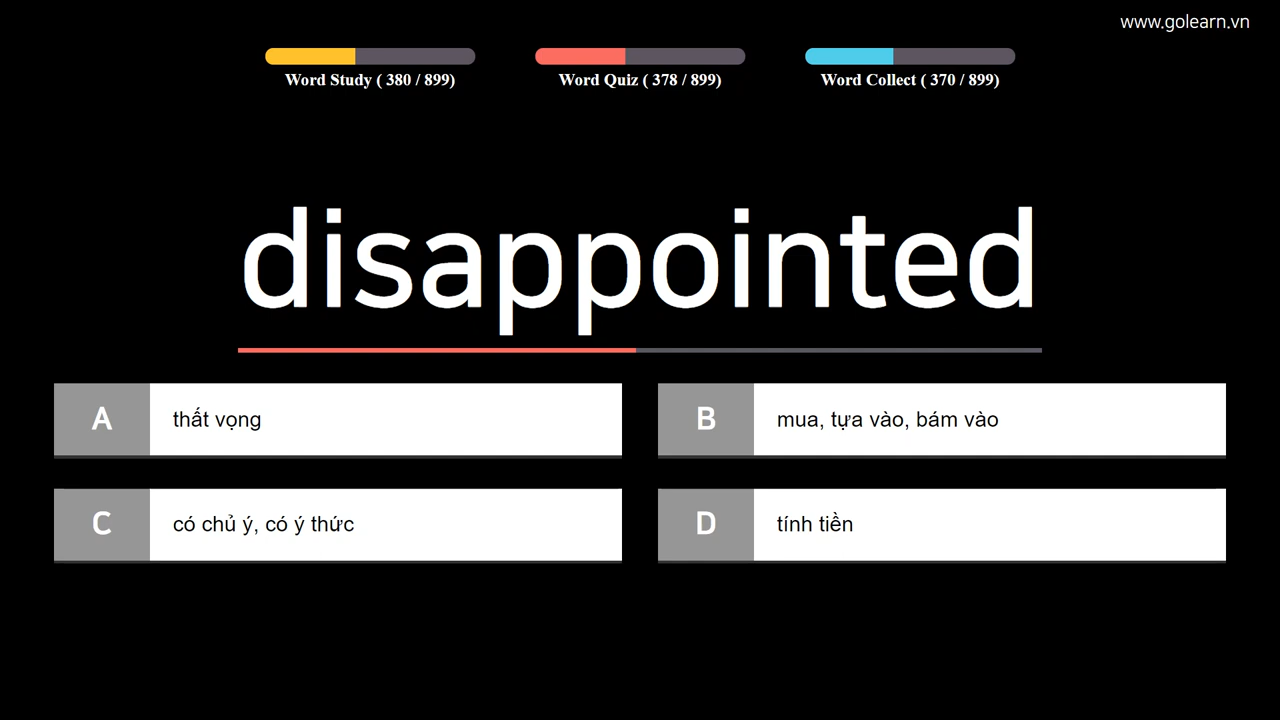 www.golearn.vn
Word Study ( 380 / 899)
Word Quiz ( 378 / 899)
Word Collect ( 370 / 899)
disappointed
A thất vọng
B mua, tựa vào, bám vào
C có chủ ý, có ý thức
D tính tiền